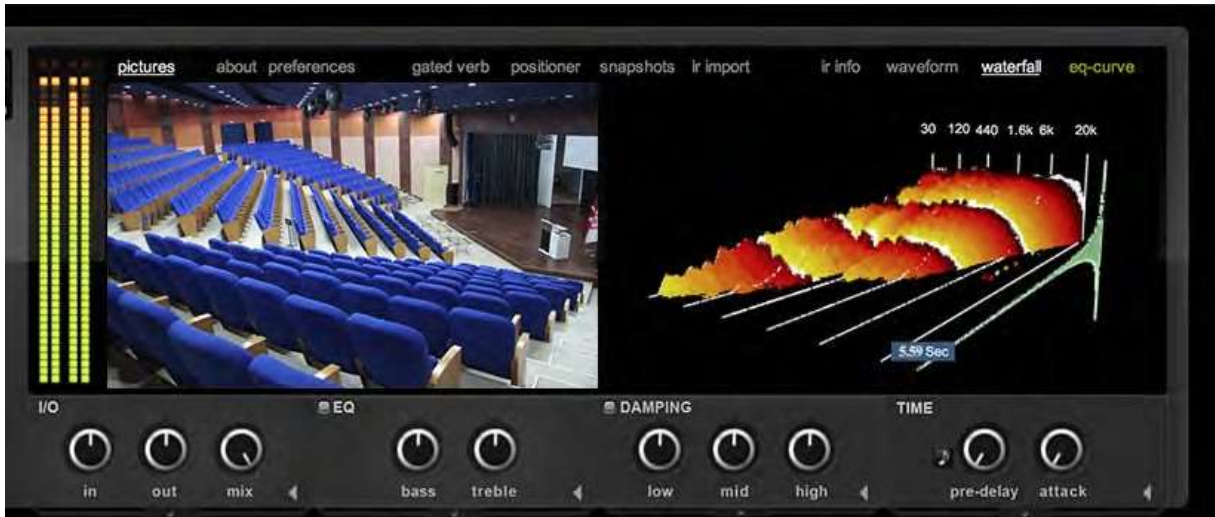 pictures about preferences gated verb positioner snapshots ir import ir info waveform waterfall eq-curve
30 120 440 1.6k 6k 20k
5.59 Sec
I/O EQ DAMPING TIME
in out mix bass treble low mid high pre-delay attack